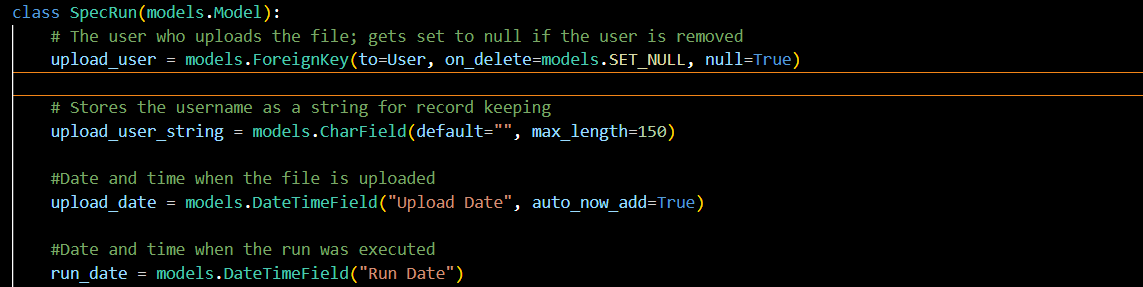 class SpecRun(models.Model):
# The user who uploads the file; gets set to null if the user is removed
upload_user = models.ForeignKey(to=User, on_delete=models.SET_NULL, null=True)
# Stores the username as a string for record keeping
upload_user_string = models.CharField(default="", max_length=150)
#Date and time when the file is uploaded
upload_date = models.DateTimeField("Upload Date", auto_now_add=True)
#Date and time when the run was executed
run_date = models.DateTimeField("Run Date")